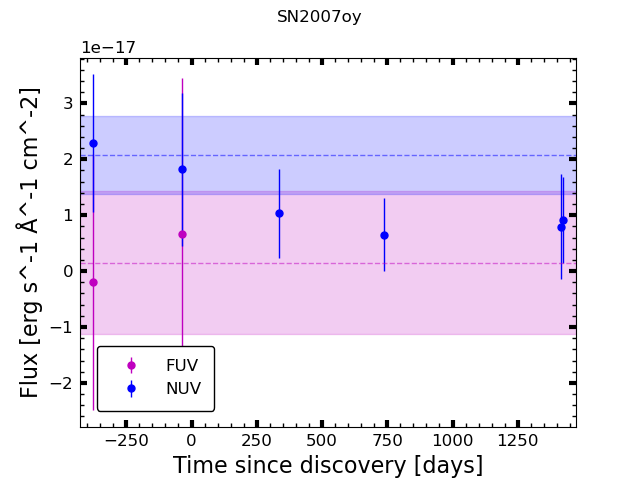 SN2007oy
1e−17
Flux [erg s^-1 Å^-1 cm^-2]
3
2
1
0
−1
−2
FUV
NUV
−250 0 250 500 750 1000 1250
Time since discovery [days]